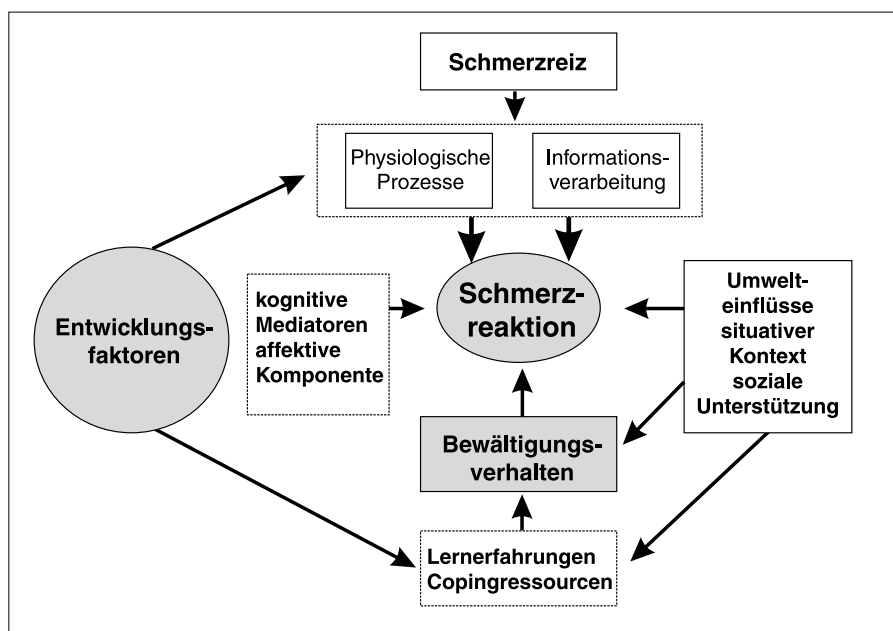 Schmerzreiz
Physiologische
Prozesse
Informations-
verarbeitung
Entwicklungs-
faktoren
kognitive
Mediatoren
affektive
Komponente
Schmerz-
reaktion
Umwelt-
einflüsse
situativer
Kontext
soziale
Unterstützung
Bewältigungs-
verhalten
Lernerfahrungen
Copingressourcen